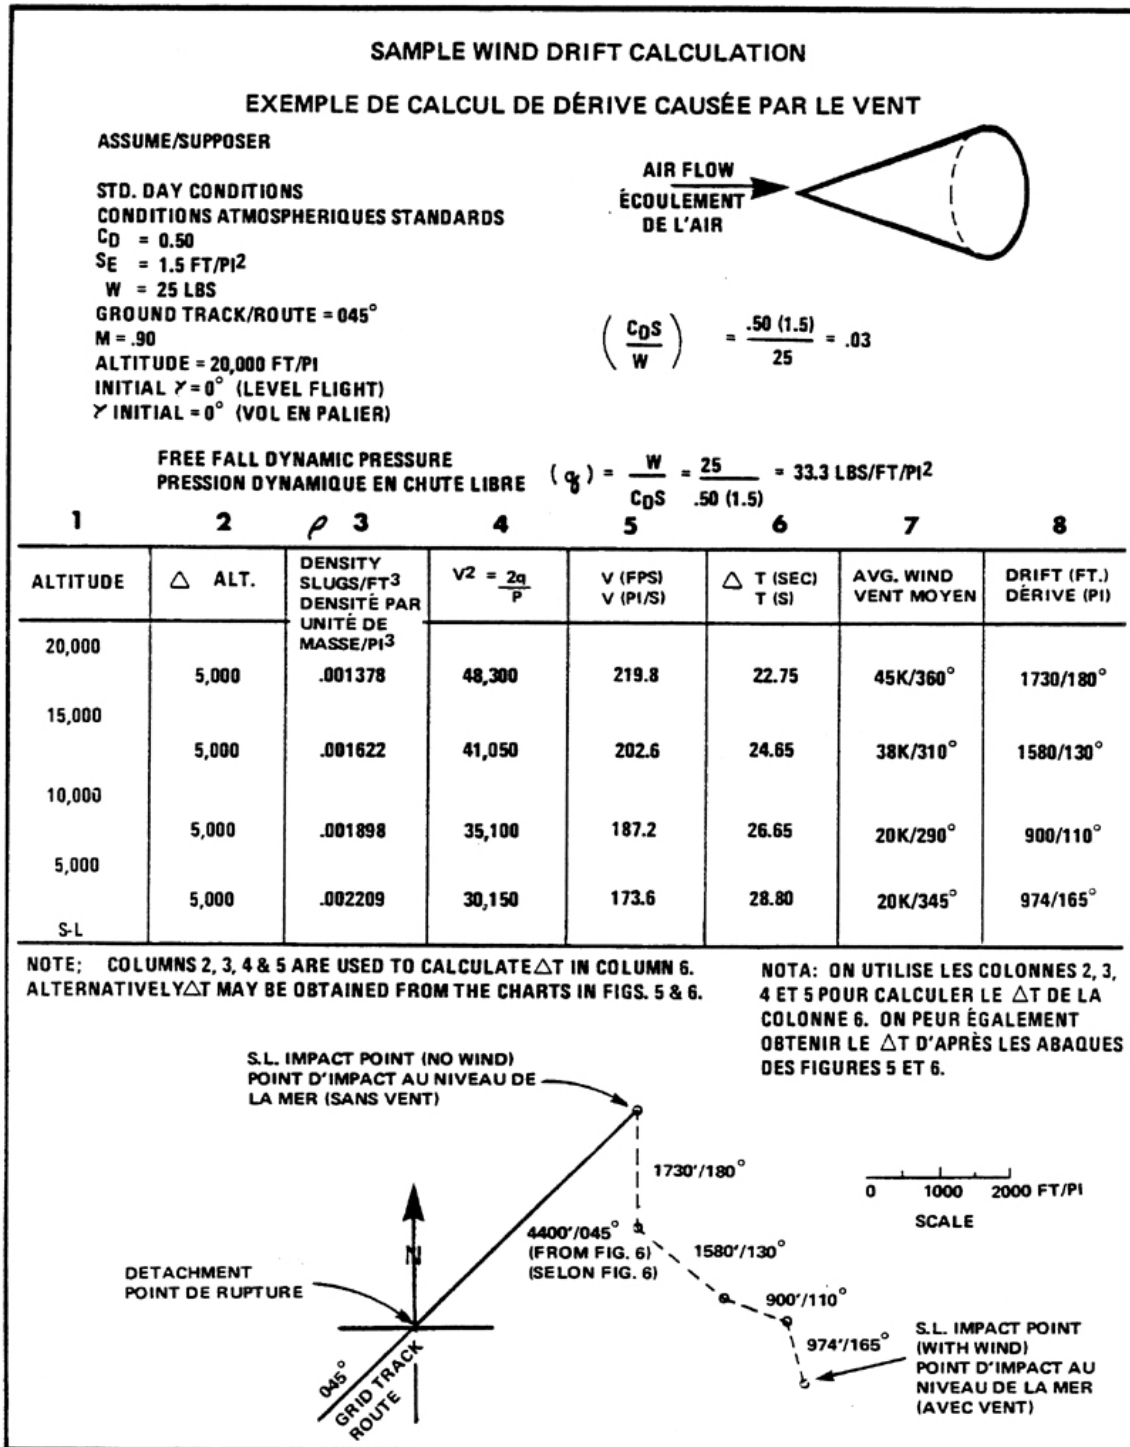 SAMPLE WIND DRIFT CALCULATION
EXEMPLE DE CALCUL DE DÉRIVE CAUSÉE PAR LE VENT
ASSUME/SUPPOSER
STD. DAY CONDITIONS
CONDITIONS ATMOSPHERIQUES STANDARDS
CD = 0.50
SE = 1.5 FT/PI2
W = 25 LBS
GROUND TRACK/ROUTE = 045°
M = .90
ALTITUDE = 20,000 FT/PI
INITIAL γ = 0° (LEVEL FLIGHT)
γ INITIAL = 0° (VOL EN PALIER)
AIR FLOW
ÉCOULEMENT
DE L'AIR
(CDS/W) = .50 (1.5)/25 = .03
FREE FALL DYNAMIC PRESSURE
PRESSION DYNAMIQUE EN CHUTE LIBRE
(q) = W/CDS = 25/.50 (1.5) = 33.3 LBS/FT/PI2
1 2 ρ 3 4 5 6 7 8
ALTITUDE
△ ALT.
DENSITY
SLUGS/FT3
DENSITÉ PAR
UNITÉ DE
MASSE/PI3
V2 = 2q/P
V (FPS)
V (PI/S)
△ T (SEC)
T (S)
AVG. WIND
VENT MOYEN
DRIFT (FT.)
DÉRIVE (PI)
20,000
5,000 .001378 48,300 219.8 22.75 45K/360° 1730/180°
15,000
5,000 .001622 41,050 202.6 24.65 38K/310° 1580/130°
10,000
5,000 .001898 35,100 187.2 26.65 20K/290° 900/110°
5,000
5,000 .002209 30,150 173.6 28.80 20K/345° 974/165°
S-L
NOTE; COLUMNS 2, 3, 4 & 5 ARE USED TO CALCULATE △T IN COLUMN 6.
ALTERNATIVELY △T MAY BE OBTAINED FROM THE CHARTS IN FIGS. 5 & 6.
NOTA: ON UTILISE LES COLONNES 2, 3,
4 ET 5 POUR CALCULER LE △T DE LA
COLONNE 6. ON PEUR ÉGALEMENT
OBTENIR LE △T D'APRÈS LES ABAQUES
DES FIGURES 5 ET 6.
S.L. IMPACT POINT (NO WIND)
POINT D'IMPACT AU NIVEAU DE
LA MER (SANS VENT)
1730'/180°
0 1000 2000 FT/PI
SCALE
4400'/045°
(FROM FIG. 6)
(SELON FIG. 6)
1580'/130°
N
DETACHMENT
POINT DE RUPTURE
900'/110°
974'/165°
S.L. IMPACT POINT
(WITH WIND)
POINT D'IMPACT AU
NIVEAU DE LA MER
(AVEC VENT)
045°
GRID TRACK
ROUTE